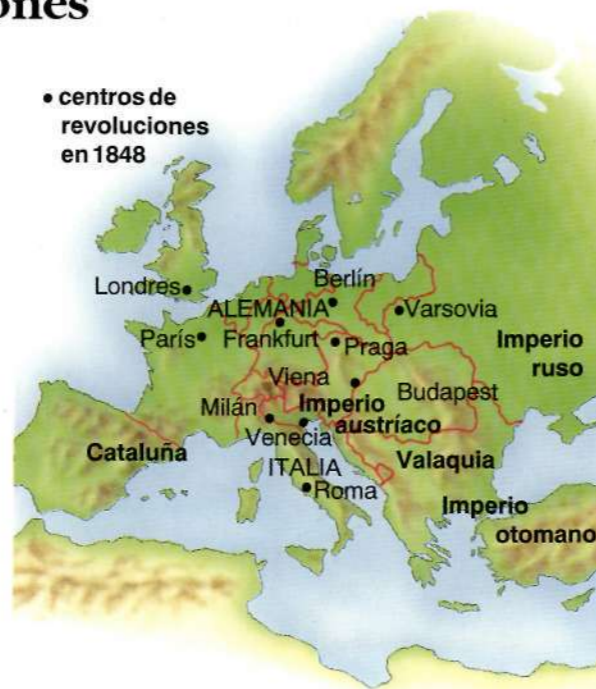 ones
• centros de
revoluciones
en 1848
Londres
Berlín
ALEMANIA
Varsovia
París
Frankfurt
Praga
Imperio
ruso
Viena
Budapest
Milán
Imperio
austríaco
Venecia
Cataluña
Valaquia
ITALIA
Roma
Imperio
otomano